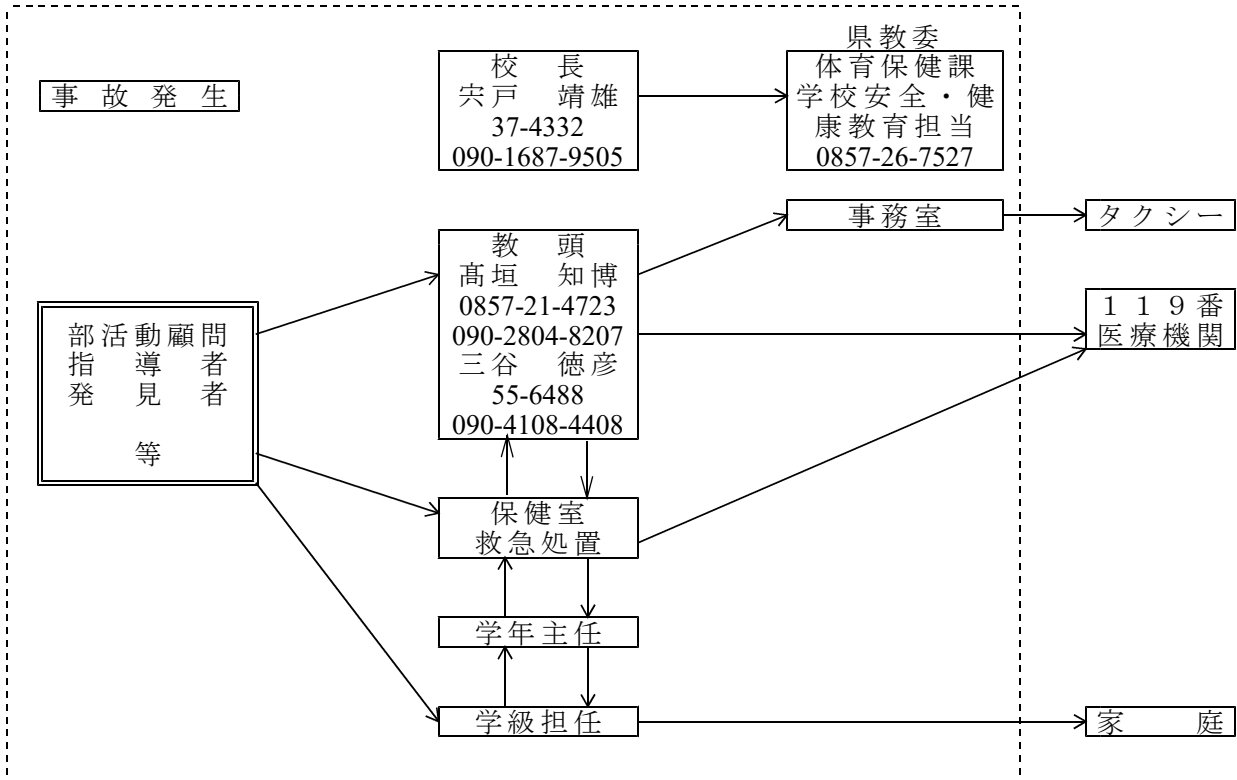 事故発生
校　長
宍戸　靖雄
37-4332
090-1687-9505
県教委
体育保健課
学校安全・健
康教育担当
0857-26-7527
事務室
タクシー
教　頭
髙垣　知博
0857-21-4723
090-2804-8207
三谷　徳彦
55-6488
090-4108-4408
１１９番
医療機関
部活動顧問
指導者
発見者
等
保健室
救急処置
学年主任
学級担任
家　庭